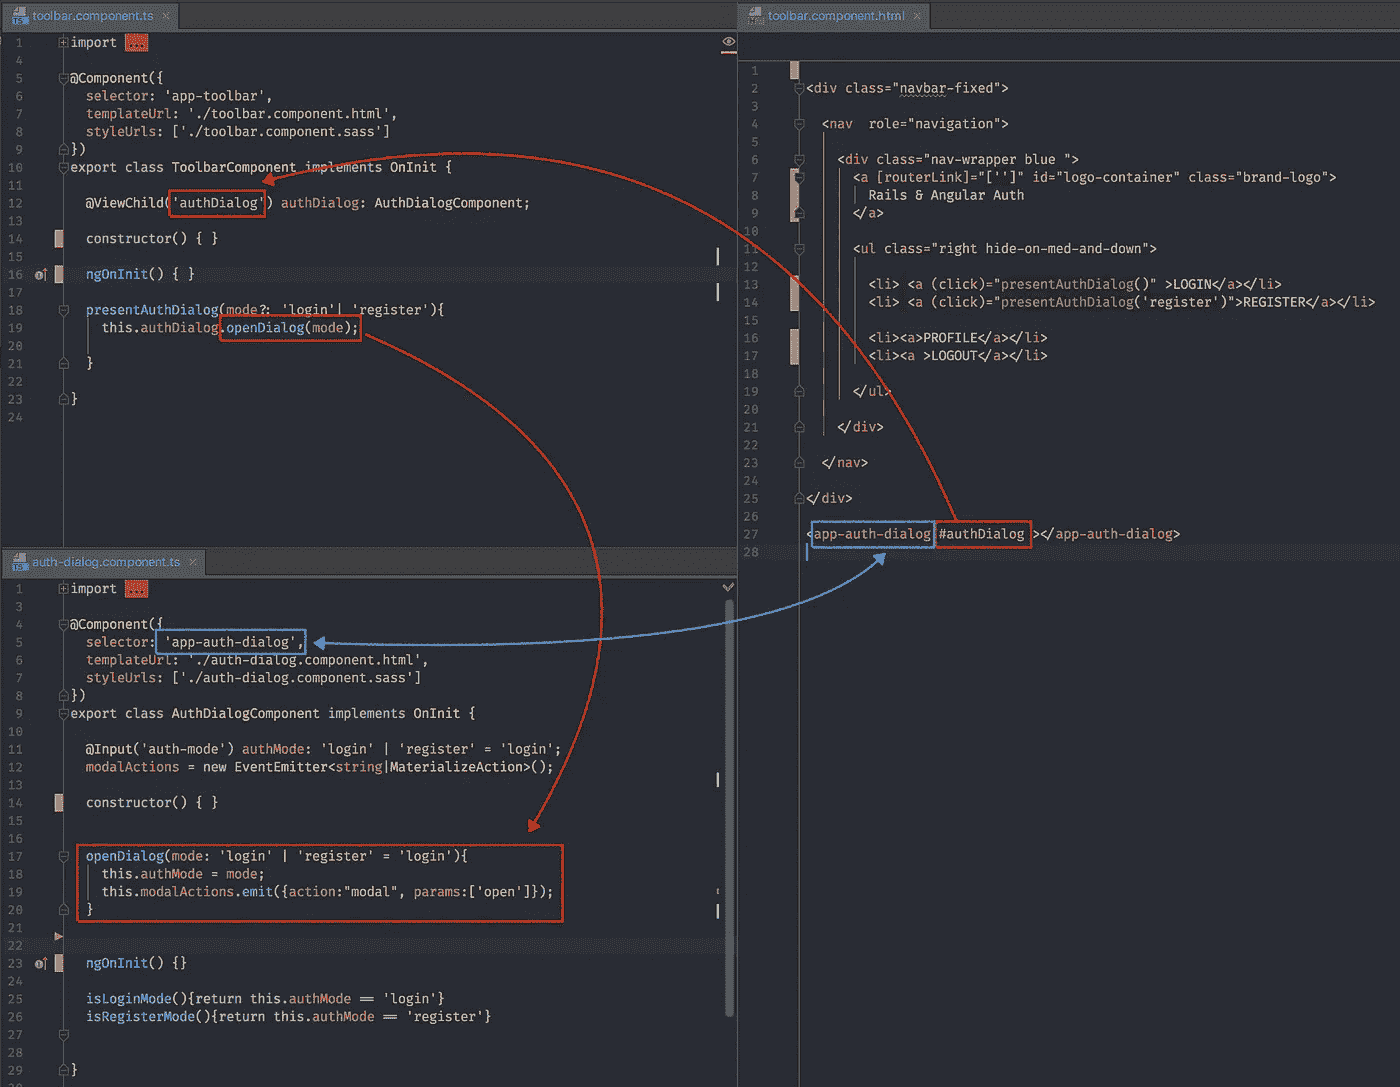 toolbar.component.ts ×
1 import ...
4
5 @Component({
6 selector: 'app-toolbar',
7 templateUrl: './toolbar.component.html',
8 styleUrls: ['./toolbar.component.sass']
9 })
10 export class ToolbarComponent implements OnInit {
11
12 @ViewChild('authDialog') authDialog: AuthDialogComponent;
13
14 constructor() { }
15
16 ngOnInit() { }
17
18 presentAuthDialog(mode?: 'login'| 'register'){
19 this.authDialog.openDialog(mode);
20
21 }
22
23 }
24
auth-dialog.component.ts ×
1 import ...
3
4 @Component({
5 selector: 'app-auth-dialog',
6 templateUrl: './auth-dialog.component.html',
7 styleUrls: ['./auth-dialog.component.sass']
8 })
9 export class AuthDialogComponent implements OnInit {
10
11 @Input('auth-mode') authMode: 'login' | 'register' = 'login';
12 modalActions = new EventEmitter<string|MaterializeAction>();
13
14 constructor() { }
15
16
17 openDialog(mode: 'login' | 'register' = 'login'){
18 this.authMode = mode;
19 this.modalActions.emit({action:"modal", params:['open']});
20 }
21
22
23 ngOnInit() {}
24
25 isLoginMode(){return this.authMode == 'login'}
26 isRegisterMode(){return this.authMode == 'register'}
27
28
29 }
toolbar.component.html ×
1
2 <div class="navbar-fixed">
3
4 <nav role="navigation">
5
6 <div class="nav-wrapper blue ">
7 <a [routerLink]="['']" id="logo-container" class="brand-logo">
8 Rails & Angular Auth
9 </a>
10
11 <ul class="right hide-on-med-and-down">
12
13 <li> <a (click)="presentAuthDialog()" >LOGIN</a></li>
14 <li> <a (click)="presentAuthDialog('register')">REGISTER</a></li>
15
16 <li><a>PROFILE</a></li>
17 <li><a >LOGOUT</a></li>
18
19 </ul>
20
21 </div>
22
23 </nav>
24
25 </div>
26
27 <app-auth-dialog #authDialog ></app-auth-dialog>
28